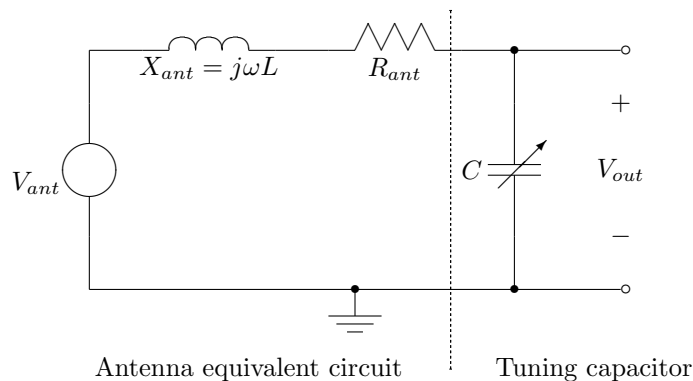 X_ant = jωL
R_ant
+
V_ant
C
V_out
−
Antenna equivalent circuit
Tuning capacitor